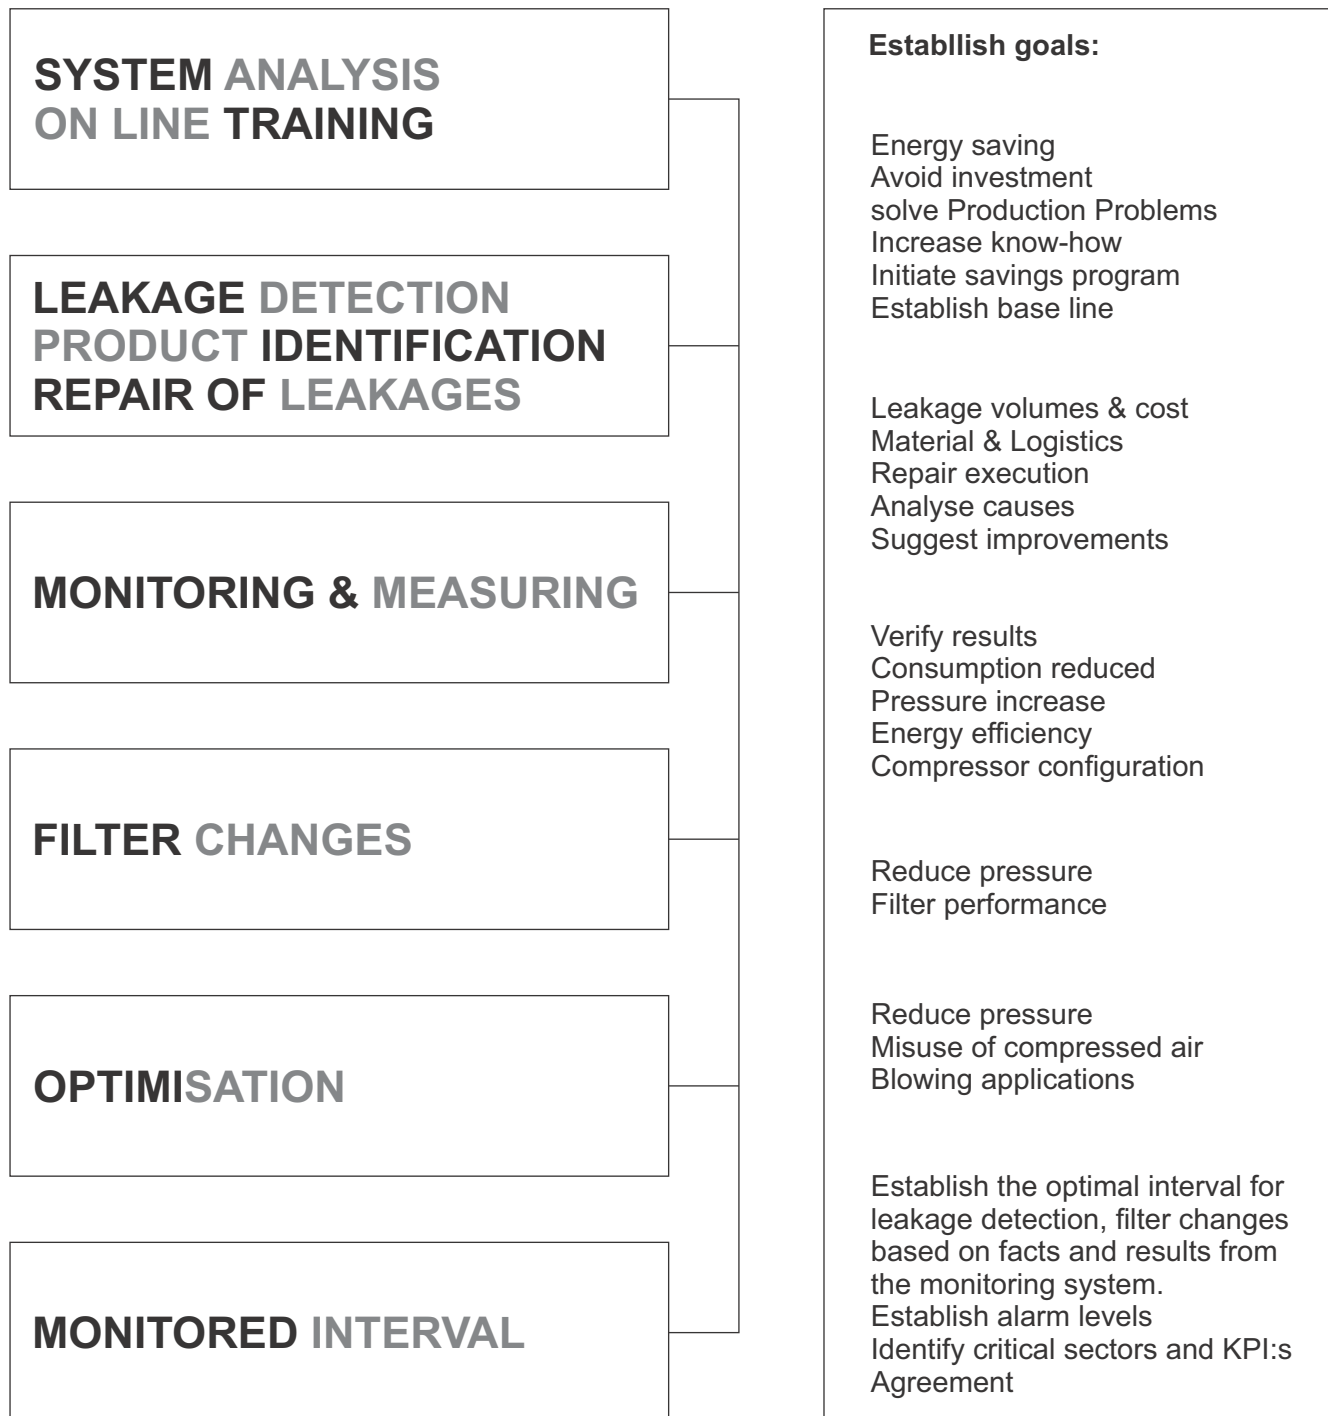 SYSTEM ANALYSIS
ON LINE TRAINING
LEAKAGE DETECTION
PRODUCT IDENTIFICATION
REPAIR OF LEAKAGES
MONITORING & MEASURING
FILTER CHANGES
OPTIMISATION
MONITORED INTERVAL
Establlish goals:
Energy saving
Avoid investment
solve Production Problems
Increase know-how
Initiate savings program
Establish base line
Leakage volumes & cost
Material & Logistics
Repair execution
Analyse causes
Suggest improvements
Verify results
Consumption reduced
Pressure increase
Energy efficiency
Compressor configuration
Reduce pressure
Filter performance
Reduce pressure
Misuse of compressed air
Blowing applications
Establish the optimal interval for
leakage detection, filter changes
based on facts and results from
the monitoring system.
Establish alarm levels
Identify critical sectors and KPI:s
Agreement